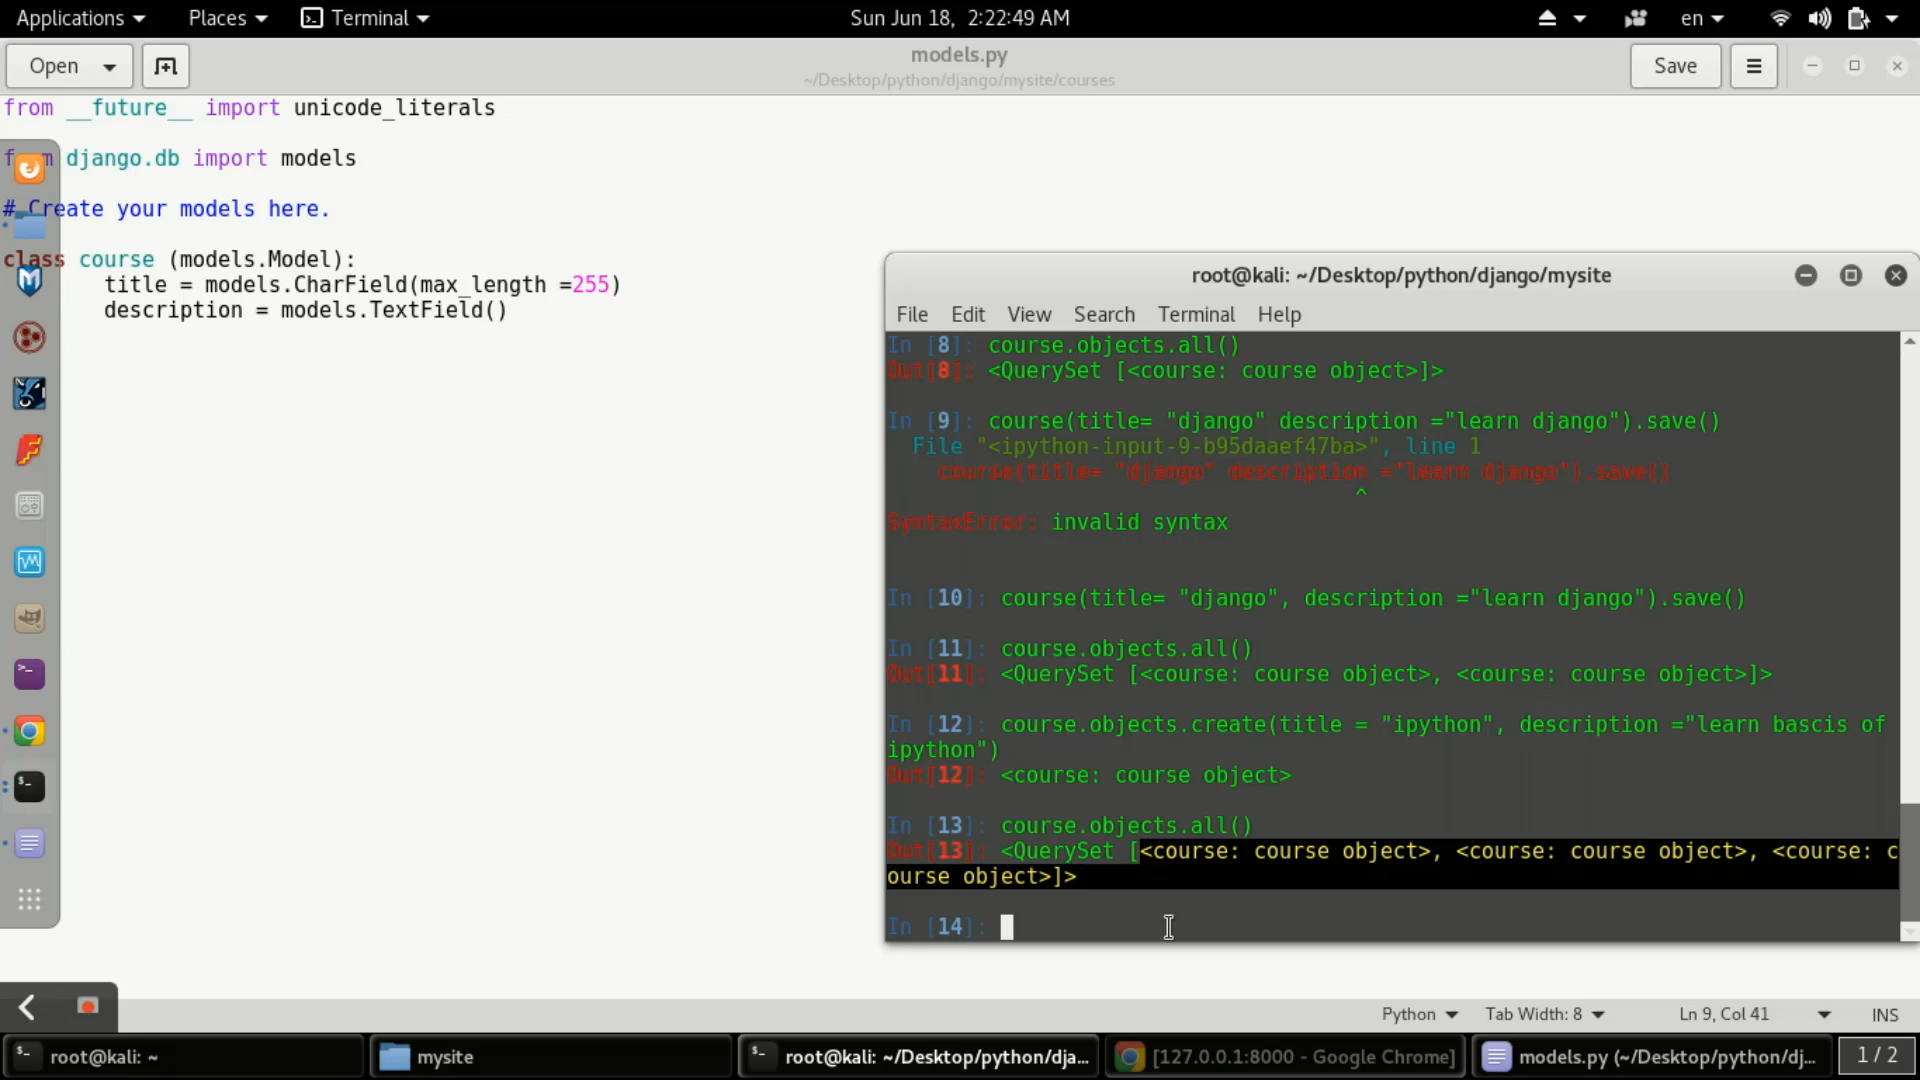 Applications Places Terminal Sun Jun 18, 2:22:49 AM en
Open models.py Save
~/Desktop/python/django/mysite/courses
from __future__ import unicode_literals
from django.db import models
# Create your models here.
class course (models.Model):
title = models.CharField(max_length =255)
description = models.TextField()
root@kali: ~/Desktop/python/django/mysite
File Edit View Search Terminal Help
In [8]: course.objects.all()
Out[8]: <QuerySet [<course: course object>]>
In [9]: course(title= "django" description ="learn django").save()
File "<ipython-input-9-b95daaef47ba>", line 1
course(title= "django" description ="learn django").save()
^
SyntaxError: invalid syntax
In [10]: course(title= "django", description ="learn django").save()
In [11]: course.objects.all()
Out[11]: <QuerySet [<course: course object>, <course: course object>]>
In [12]: course.objects.create(title = "ipython", description ="learn bascis of
ipython")
Out[12]: <course: course object>
In [13]: course.objects.all()
Out[13]: <QuerySet [<course: course object>, <course: course object>, <course: c
ourse object>]>
In [14]:
Python Tab Width: 8 Ln 9, Col 41 INS
root@kali: ~ mysite root@kali: ~/Desktop/python/dja... [127.0.0.1:8000 - Google Chrome] models.py (~/Desktop/python/dj... 1 / 2